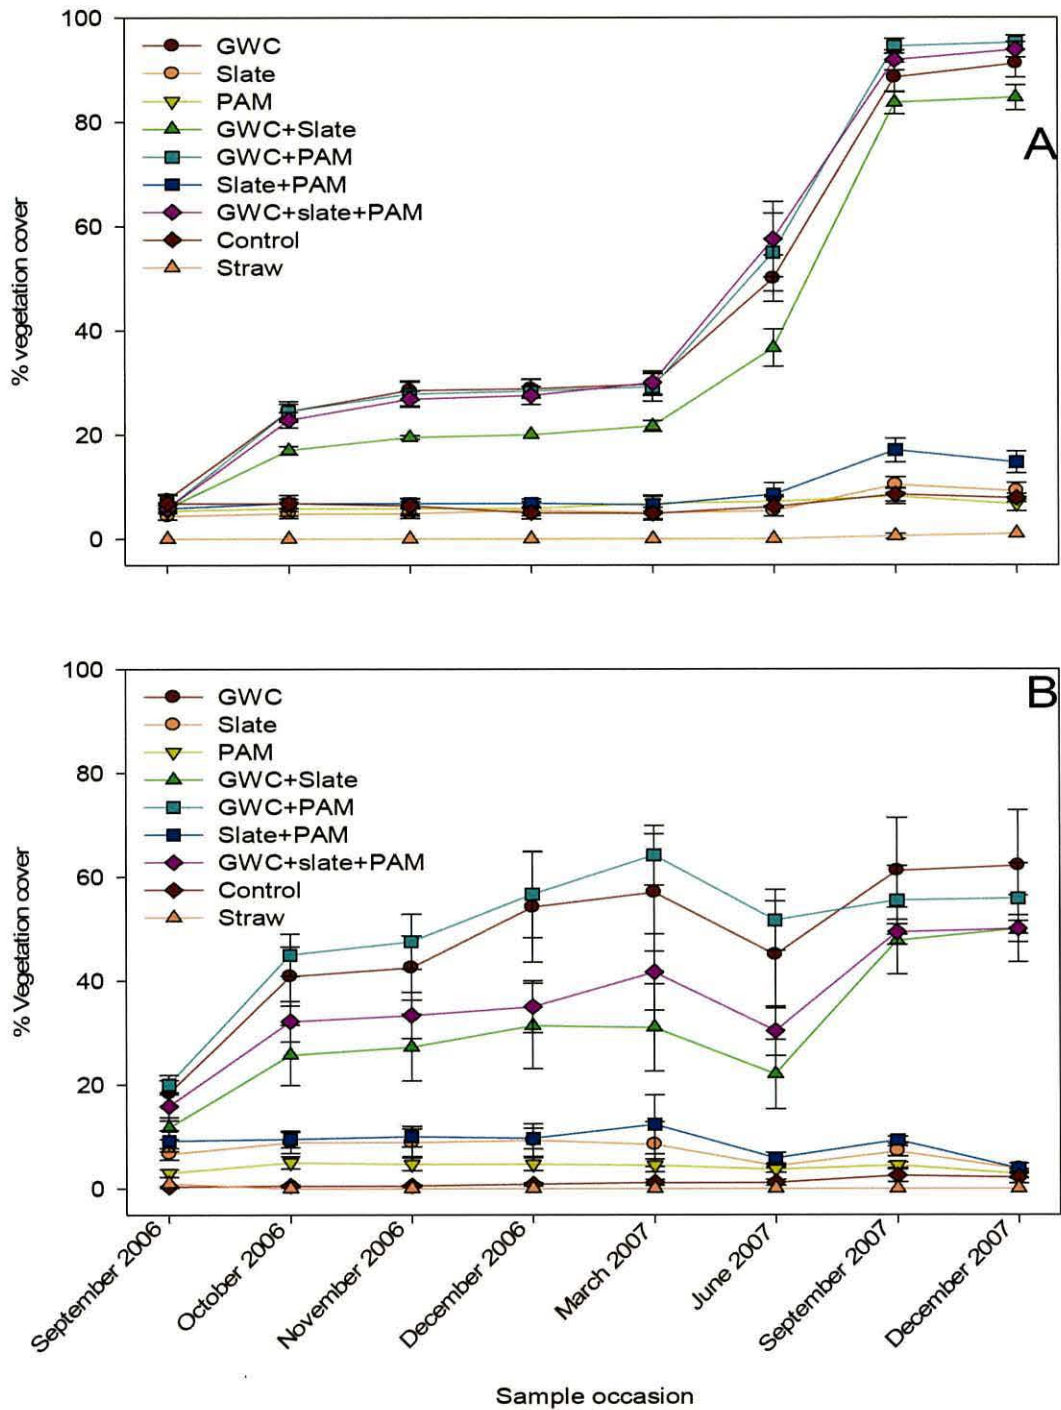 100
80
60
40
20
0
% vegetation cover
GWC
Slate
PAM
GWC+Slate
GWC+PAM
Slate+PAM
GWC+slate+PAM
Control
Straw
A
100
80
60
40
20
0
% Vegetation cover
GWC
Slate
PAM
GWC+Slate
GWC+PAM
Slate+PAM
GWC+slate+PAM
Control
Straw
B
September 2006
October 2006
November 2006
December 2006
March 2007
June 2007
September 2007
December 2007
Sample occasion